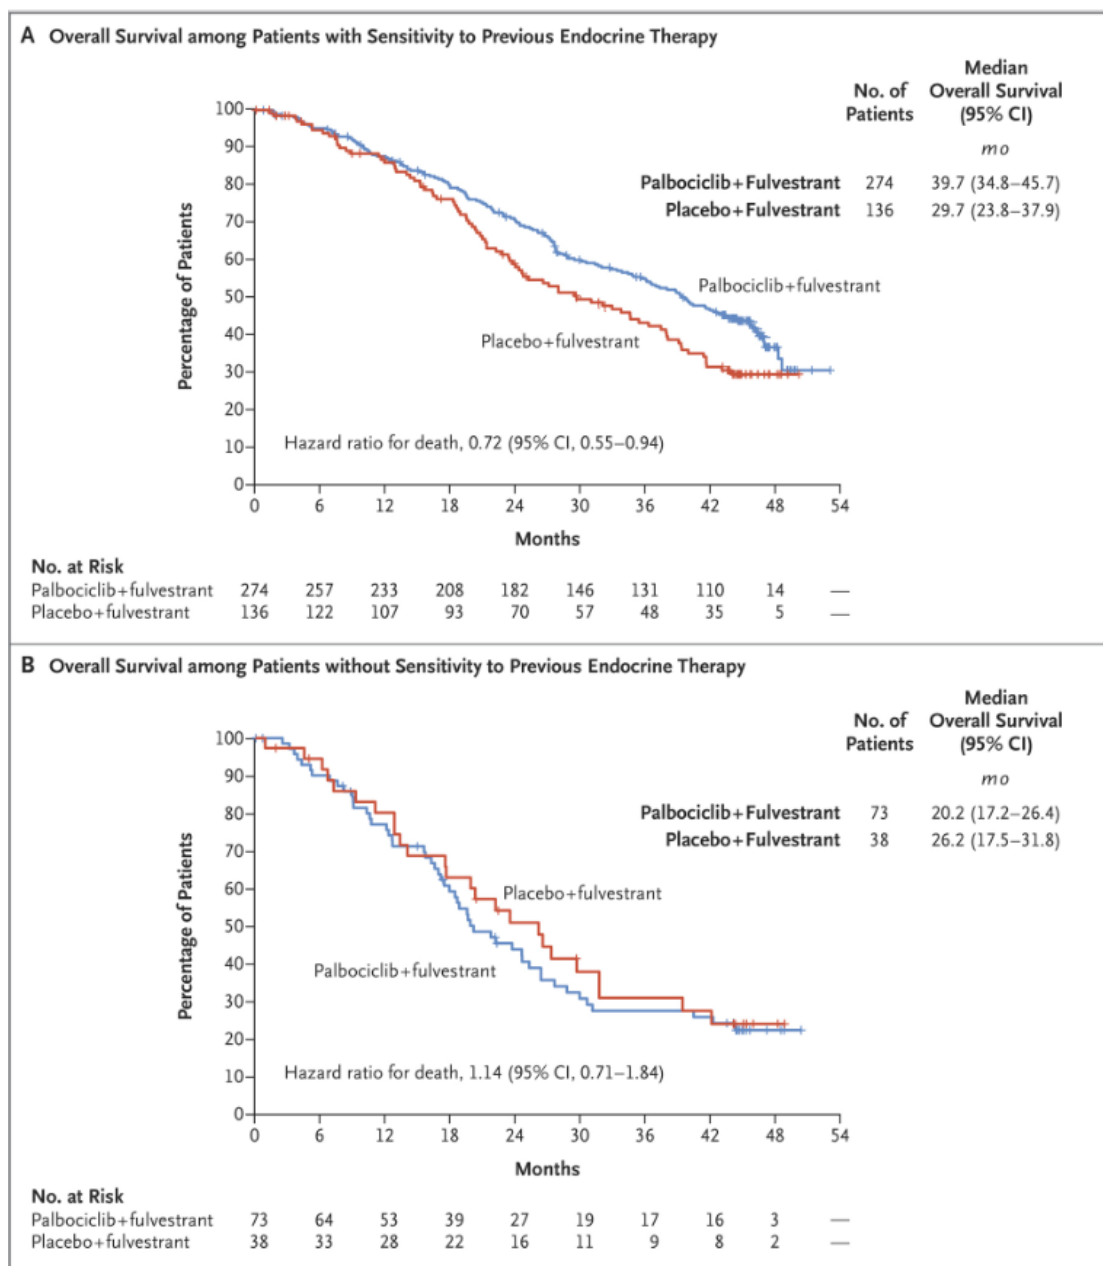 A Overall Survival among Patients with Sensitivity to Previous Endocrine Therapy
Median
No. of Overall Survival
Patients (95% CI)
mo
Palbociclib+Fulvestrant 274 39.7 (34.8–45.7)
Placebo+Fulvestrant 136 29.7 (23.8–37.9)
Percentage of Patients
100
90
80
70
60
50
40
30
20
10
0
Palbociclib+fulvestrant
Placebo+fulvestrant
Hazard ratio for death, 0.72 (95% CI, 0.55–0.94)
0 6 12 18 24 30 36 42 48 54
Months
No. at Risk
Palbociclib+fulvestrant 274 257 233 208 182 146 131 110 14 —
Placebo+fulvestrant 136 122 107 93 70 57 48 35 5 —
B Overall Survival among Patients without Sensitivity to Previous Endocrine Therapy
Median
No. of Overall Survival
Patients (95% CI)
mo
Palbociclib+Fulvestrant 73 20.2 (17.2–26.4)
Placebo+Fulvestrant 38 26.2 (17.5–31.8)
Percentage of Patients
100
90
80
70
60
50
40
30
20
10
0
Placebo+fulvestrant
Palbociclib+fulvestrant
Hazard ratio for death, 1.14 (95% CI, 0.71–1.84)
0 6 12 18 24 30 36 42 48 54
Months
No. at Risk
Palbociclib+fulvestrant 73 64 53 39 27 19 17 16 3 —
Placebo+fulvestrant 38 33 28 22 16 11 9 8 2 —